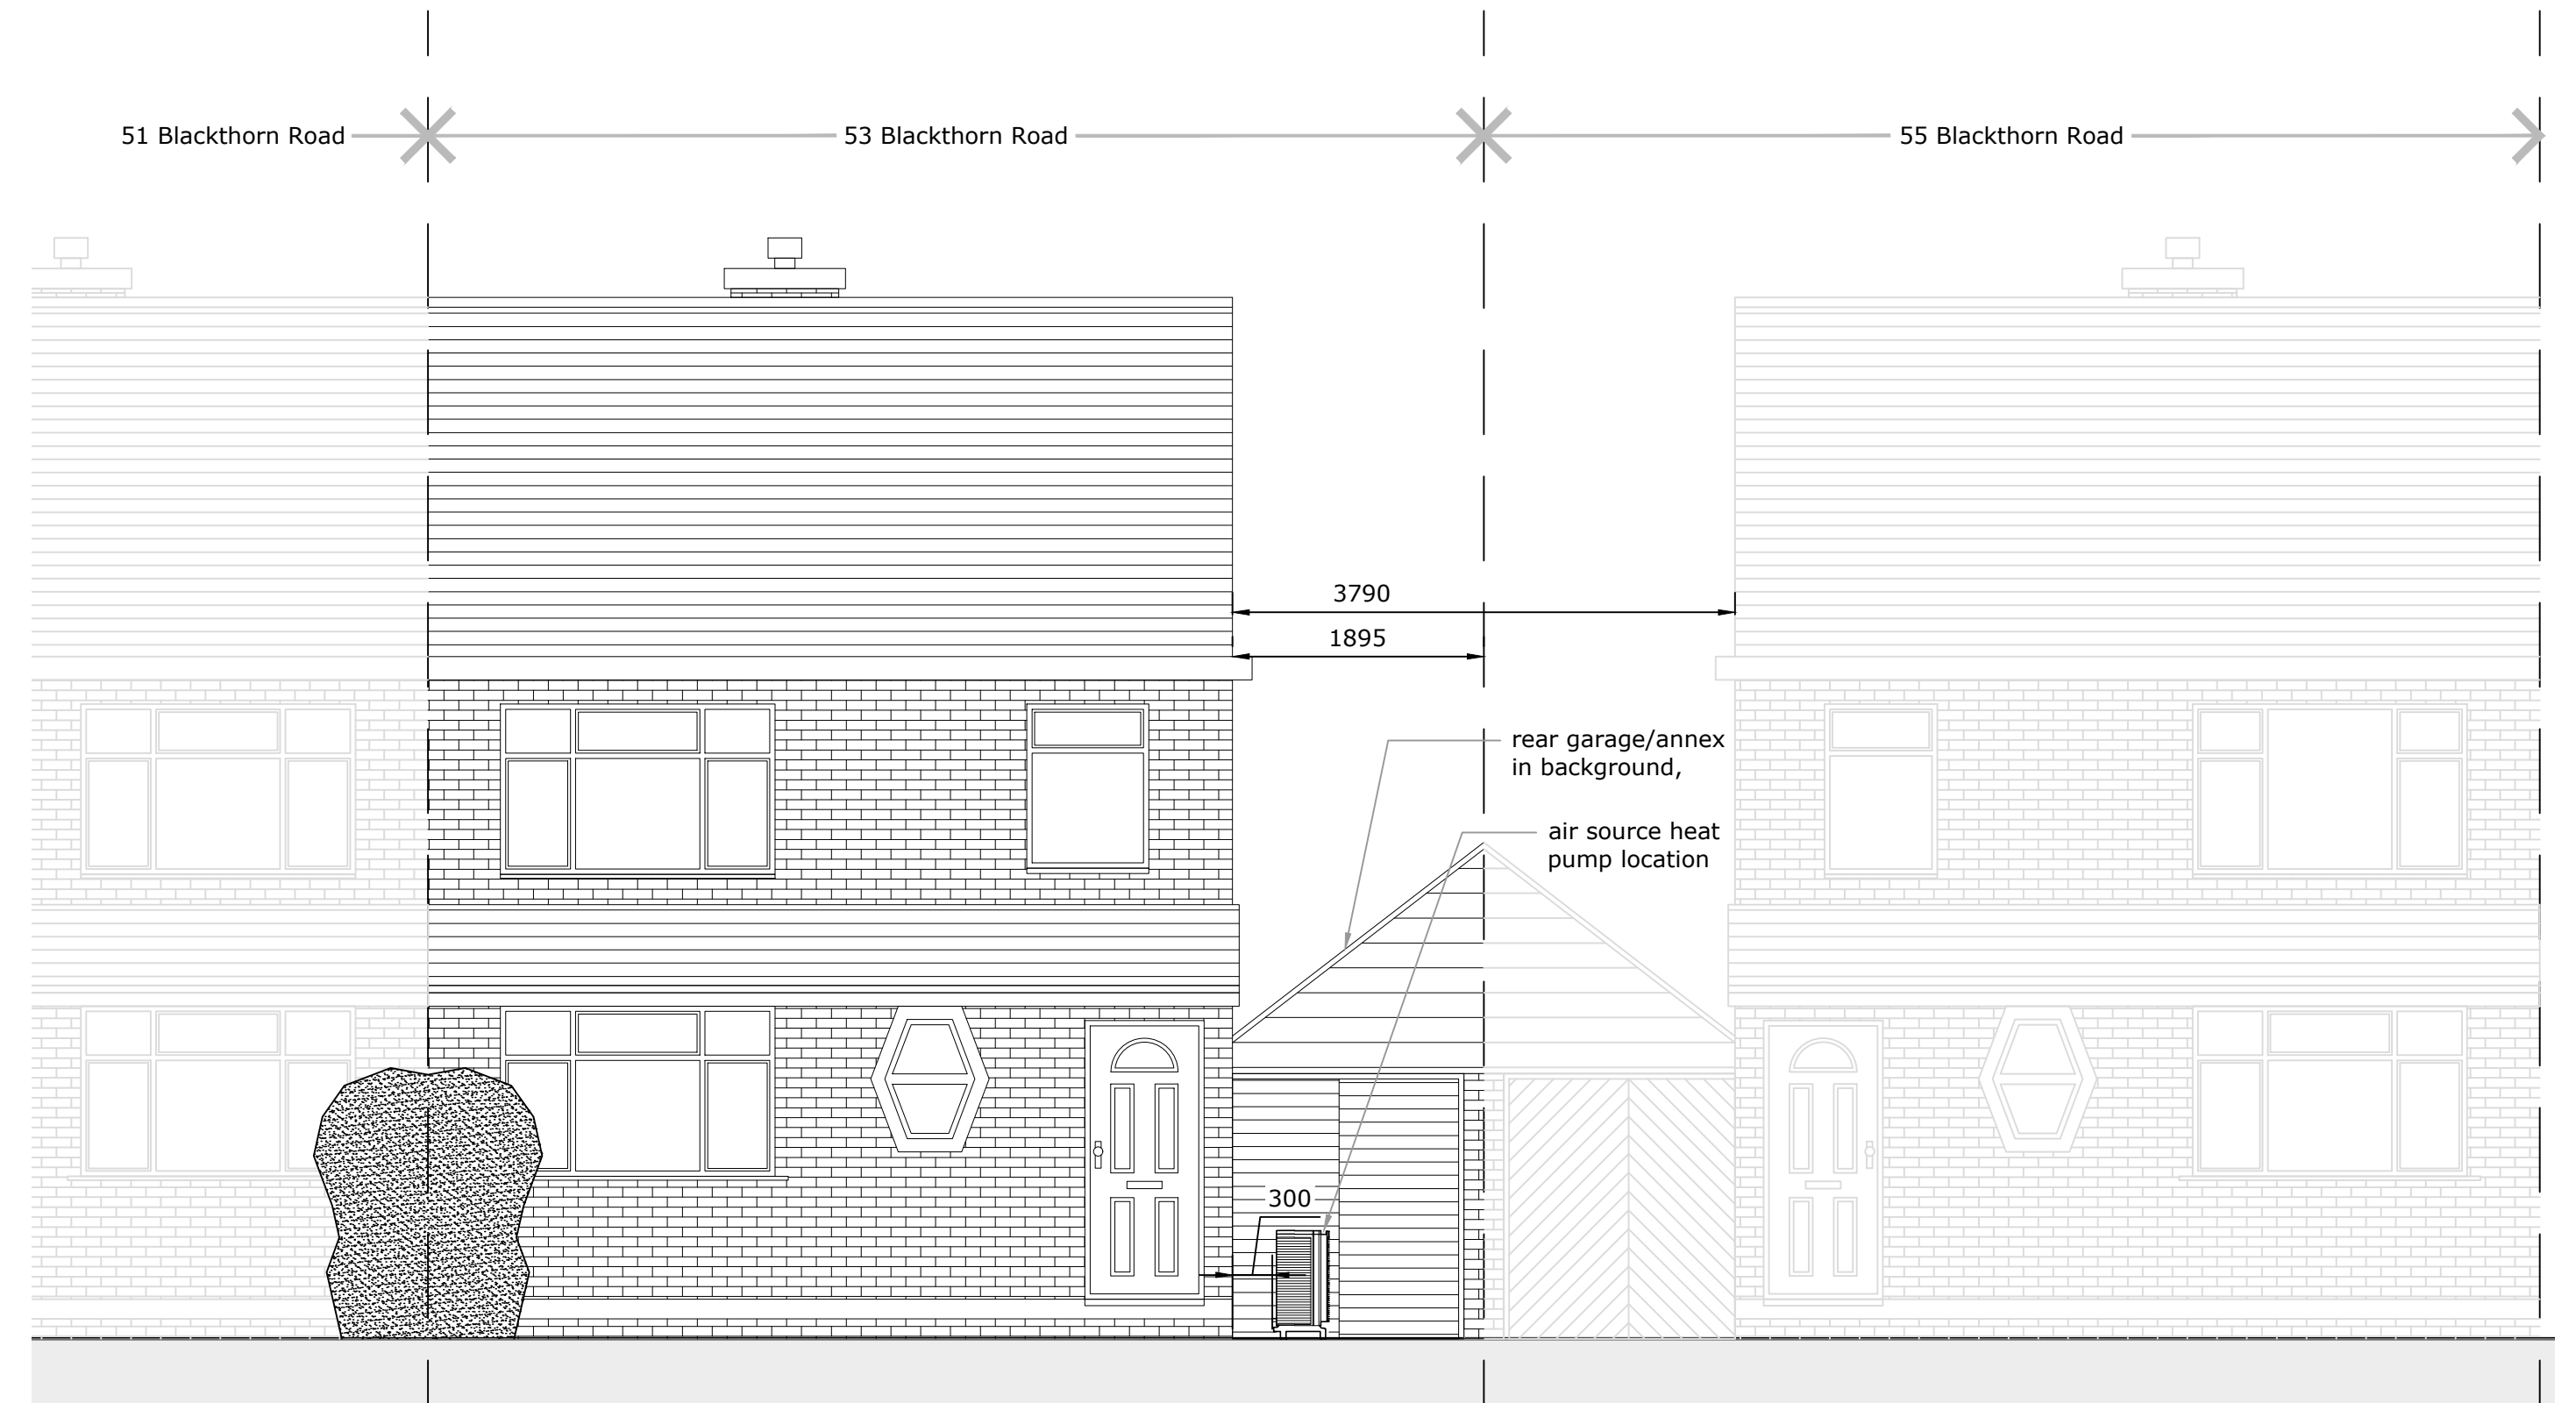 51 Blackthorn Road
53 Blackthorn Road
55 Blackthorn Road
3790
1895
rear garage/annex
in background,
air source heat
pump location
300